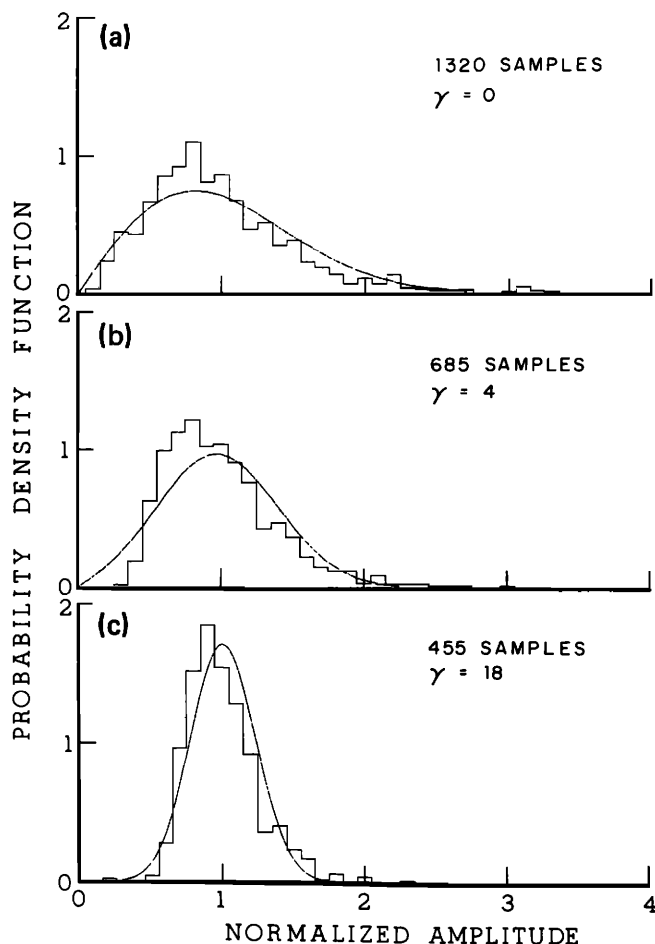 PROBABILITY DENSITY FUNCTION
2
(a)
1320 SAMPLES
γ = 0
1
0
2
(b)
685 SAMPLES
γ = 4
1
0
2
(c)
455 SAMPLES
γ = 18
1
0
0 1 2 3 4
NORMALIZED AMPLITUDE